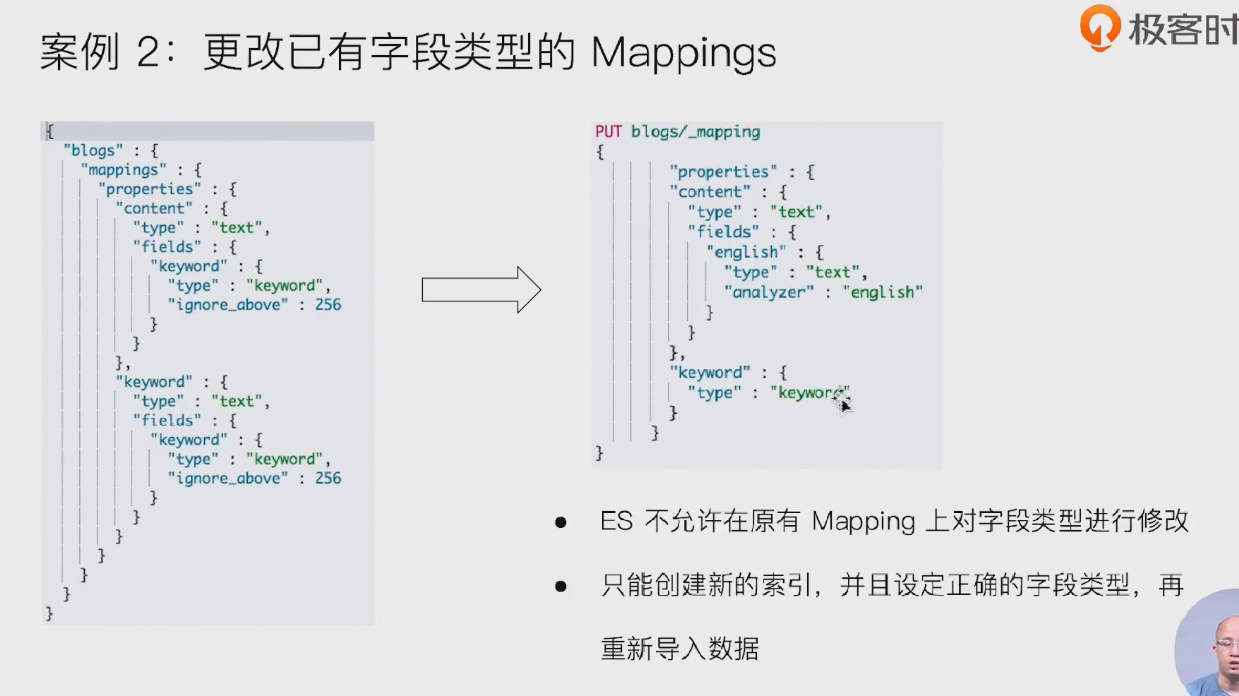 案例 2：更改已有字段类型的 Mappings
极客时
{
"blogs" : {
"mappings" : {
"properties" : {
"content" : {
"type" : "text",
"fields" : {
"keyword" : {
"type" : "keyword",
"ignore_above" : 256
}
}
},
"keyword" : {
"type" : "text",
"fields" : {
"keyword" : {
"type" : "keyword",
"ignore_above" : 256
}
}
}
}
}
}
}
PUT blogs/_mapping
{
"properties" : {
"content" : {
"type" : "text",
"fields" : {
"english" : {
"type" : "text",
"analyzer" : "english"
}
}
},
"keyword" : {
"type" : "keyword"
}
}
}
● ES 不允许在原有 Mapping 上对字段类型进行修改
● 只能创建新的索引，并且设定正确的字段类型，再
重新导入数据